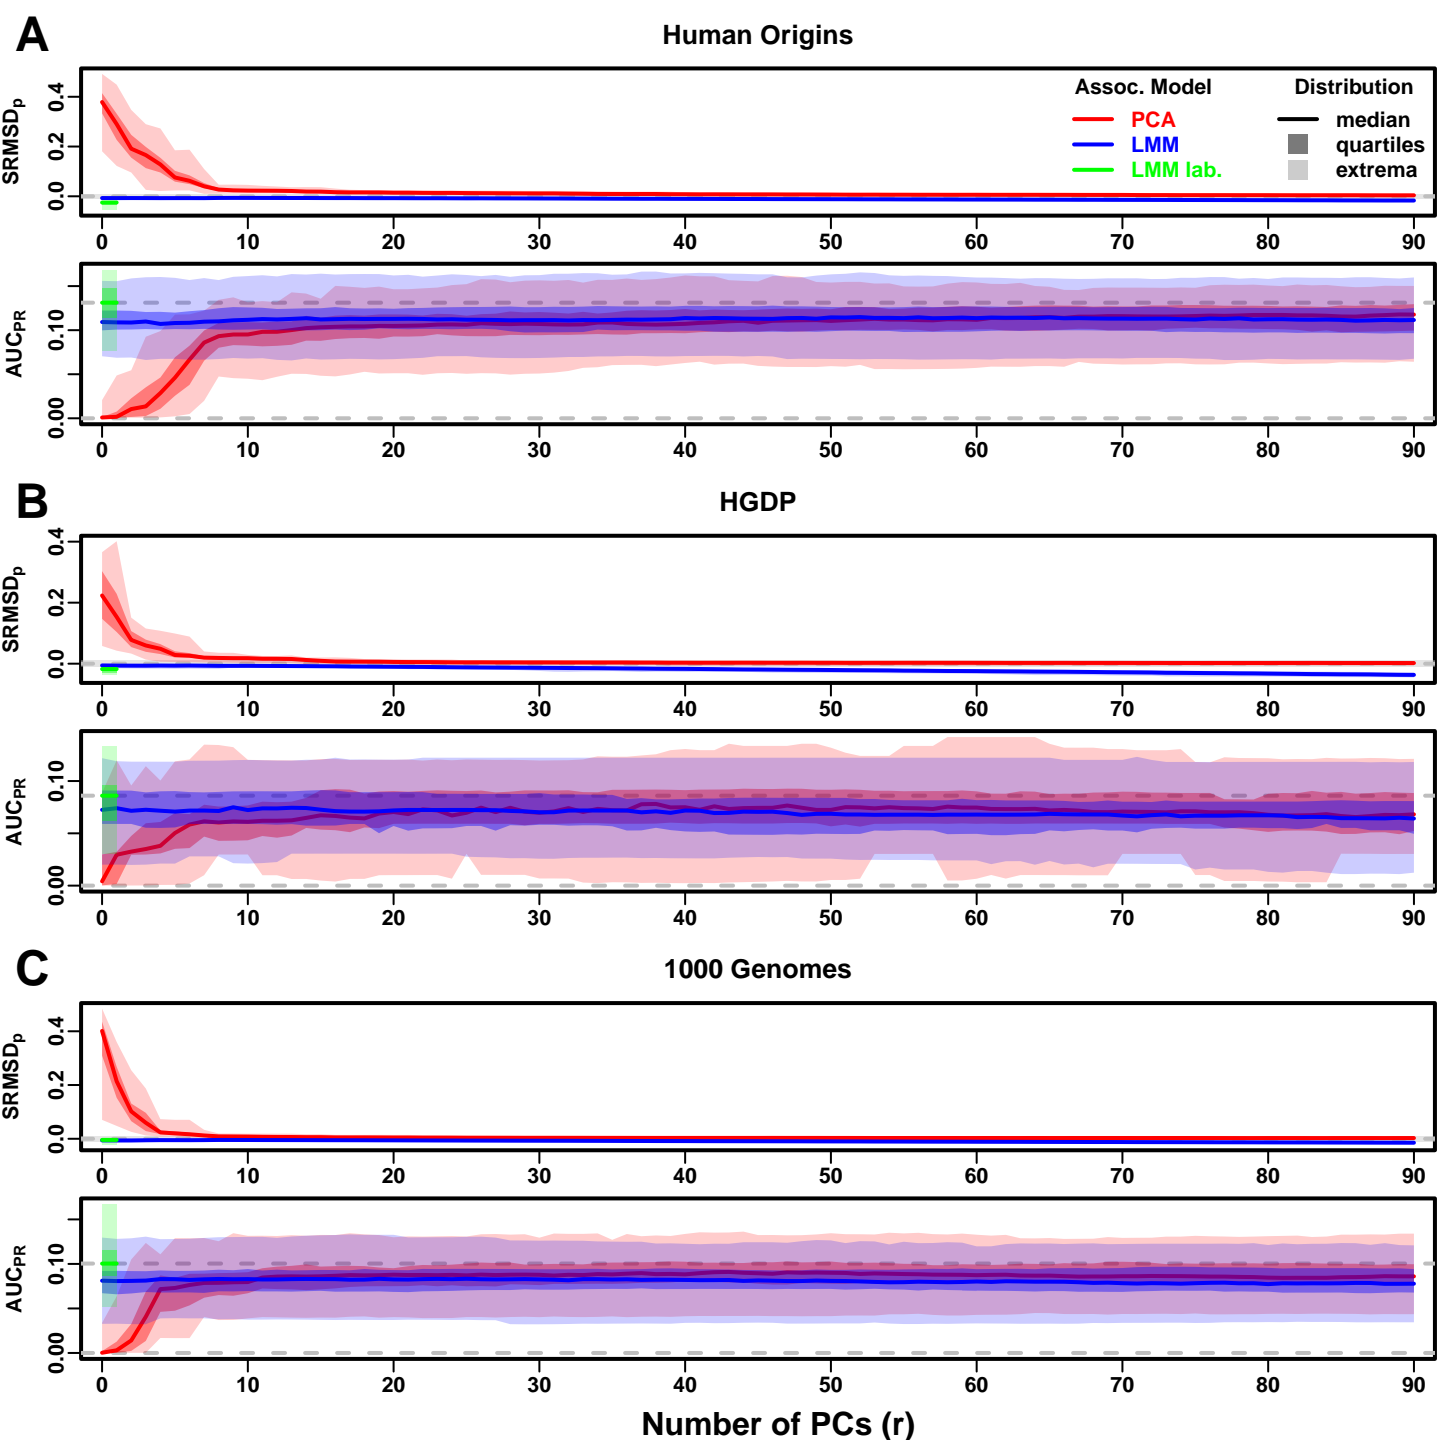 A
Human Origins
SRMSDp
0.0 0.2 0.4
Assoc. Model
PCA
LMM
LMM lab.
Distribution
median
quartiles
extrema
0 10 20 30 40 50 60 70 80 90
AUCPR
0.00 0.10
0 10 20 30 40 50 60 70 80 90
B
HGDP
SRMSDp
0.0 0.2 0.4
0 10 20 30 40 50 60 70 80 90
AUCPR
0.00 0.10
0 10 20 30 40 50 60 70 80 90
C
1000 Genomes
SRMSDp
0.0 0.2 0.4
0 10 20 30 40 50 60 70 80 90
AUCPR
0.00 0.10
0 10 20 30 40 50 60 70 80 90
Number of PCs (r)